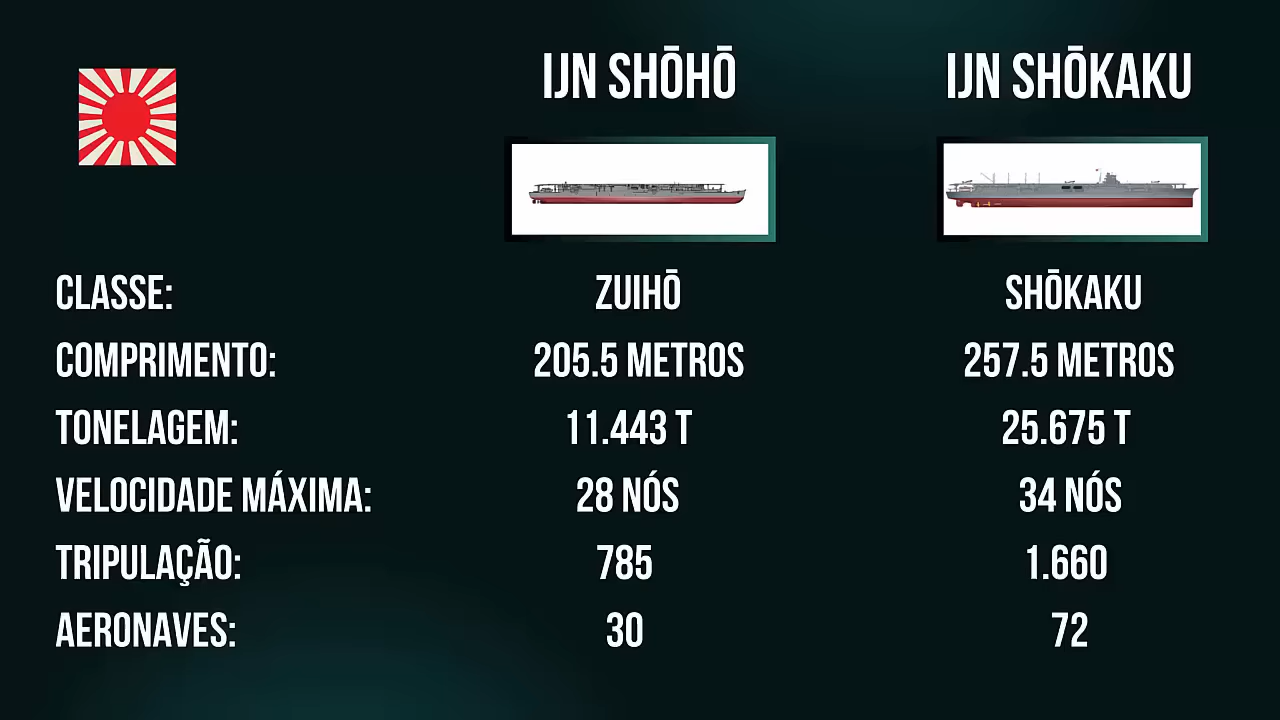 IJN SHŌHŌ IJN SHŌKAKU
CLASSE: ZUIHŌ SHŌKAKU
COMPRIMENTO: 205.5 METROS 257.5 METROS
TONELAGEM: 11.443 T 25.675 T
VELOCIDADE MÁXIMA: 28 NÓS 34 NÓS
TRIPULAÇÃO: 785 1.660
AERONAVES: 30 72